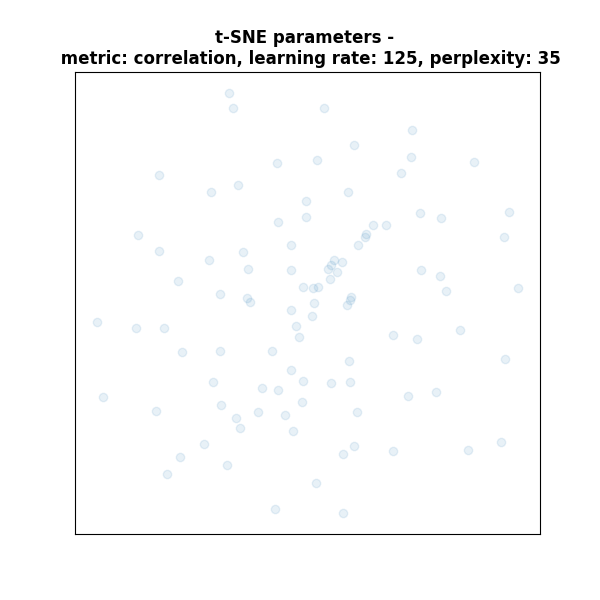 t-SNE parameters -
metric: correlation, learning rate: 125, perplexity: 35